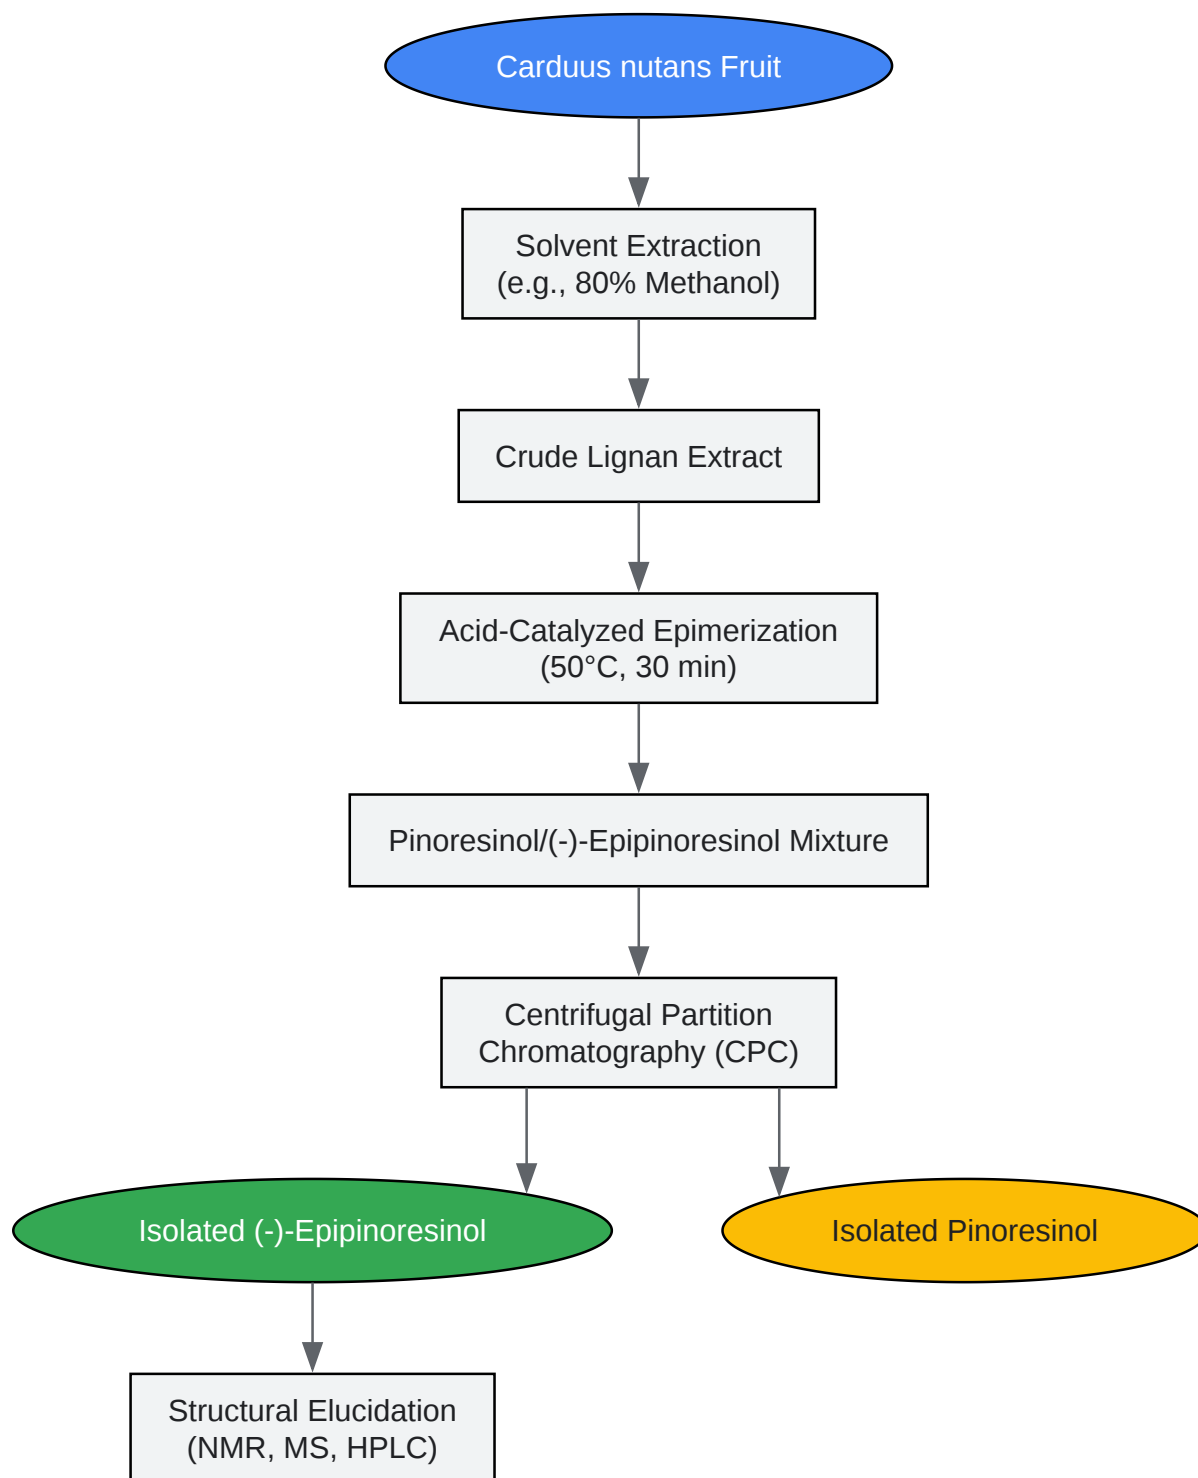 Carduus nutans Fruit
Solvent Extraction
(e.g., 80% Methanol)
Crude Lignan Extract
Acid-Catalyzed Epimerization
(50°C, 30 min)
Pinoresinol/(-)-Epipinoresinol Mixture
Centrifugal Partition
Chromatography (CPC)
Isolated (-)-Epipinoresinol
Isolated Pinoresinol
Structural Elucidation
(NMR, MS, HPLC)